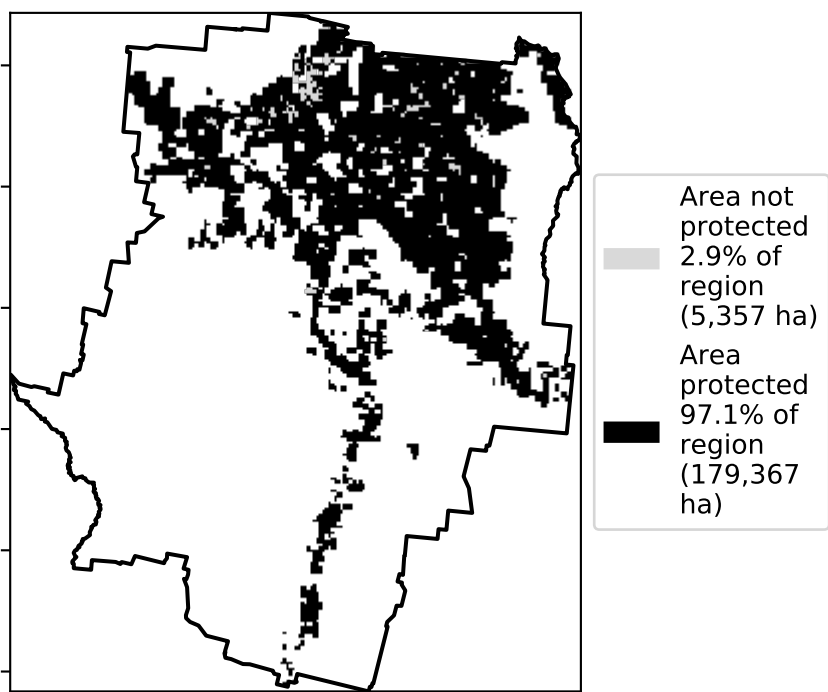 Area not
protected
2.9% of
region
(5,357 ha)
Area
protected
97.1% of
region
(179,367
ha)